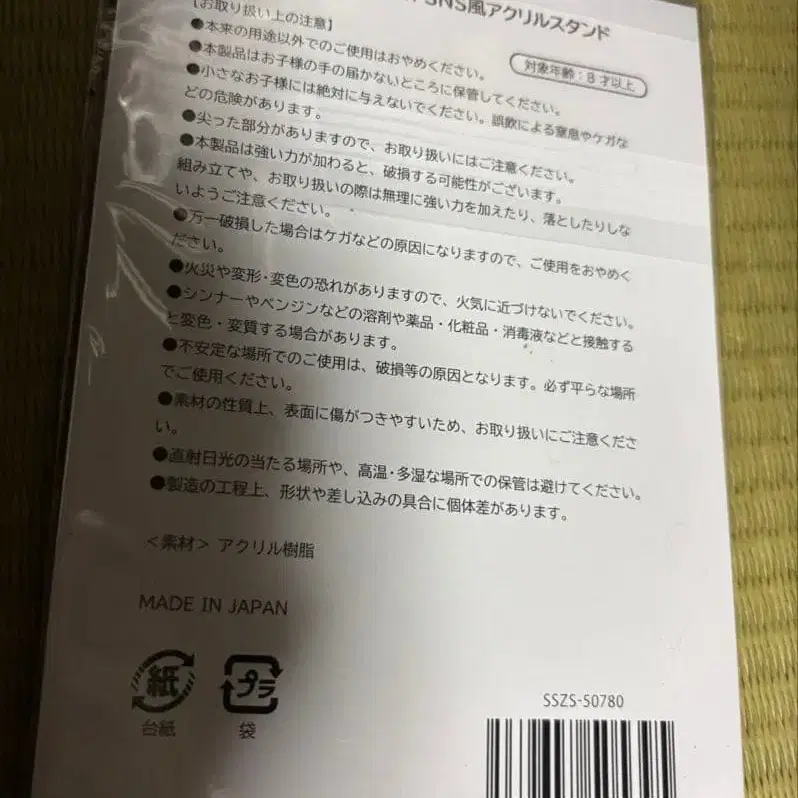 SNS風アクリルスタンド
【お取り扱い上の注意】
対象年齢：8才以上
●本来の用途以外でのご使用はおやめください。
●本製品はお子様の手の届かないところに保管してください。
●小さなお子様には絶対に与えないでください。誤飲による窒息やケガな
どの危険があります。
●尖った部分がありますので、お取り扱いにはご注意ください。
●本製品は強い力が加わると、破損する可能性がございます。
組み立てや、お取り扱いの際は無理に強い力を加えたり、落としたりしな
いようご注意ください。
●万一破損した場合はケガなどの原因になりますので、ご使用をおやめく
ださい。
●火災や変形・変色の恐れがありますので、火気に近づけないでください。
●シンナーやベンジンなどの溶剤や薬品・化粧品・消毒液などと接触する
と変色・変質する場合があります。
●不安定な場所でのご使用は、破損等の原因となります。必ず平らな場所
でご使用ください。
●素材の性質上、表面に傷がつきやすいため、お取り扱いにご注意くださ
い。
●直射日光の当たる場所や、高温・多湿な場所での保管は避けてください。
●製造の工程上、形状や差し込みの具合に個体差があります。
＜素材＞ アクリル樹脂
MADE IN JAPAN
紙 プラ
台紙 袋
SSZS-50780